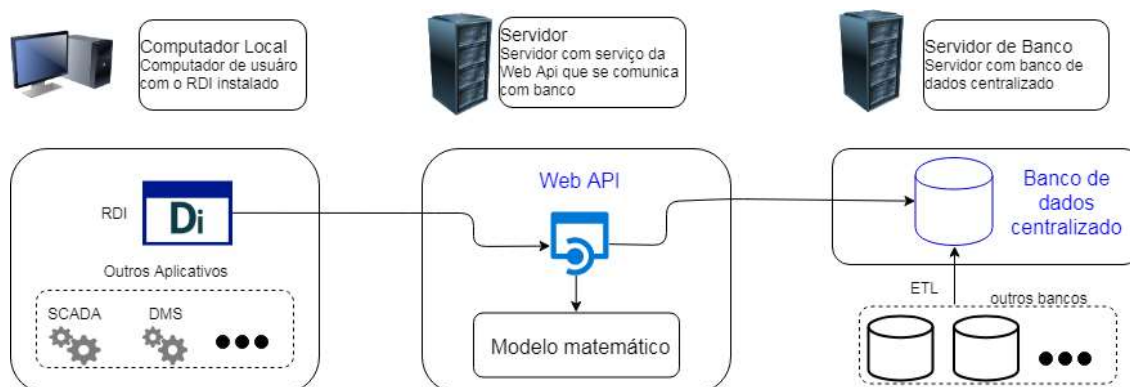 Computador Local
Computador de usuáro
com o RDI instalado
Servidor
Servidor com serviço da
Web Api que se comunica
com banco
Servidor de Banco
Servidor com banco de
dados centralizado
RDI
Di
Outros Aplicativos
SCADA
DMS
Web API
Modelo matemático
Banco de
dados
centralizado
ETL
outros bancos